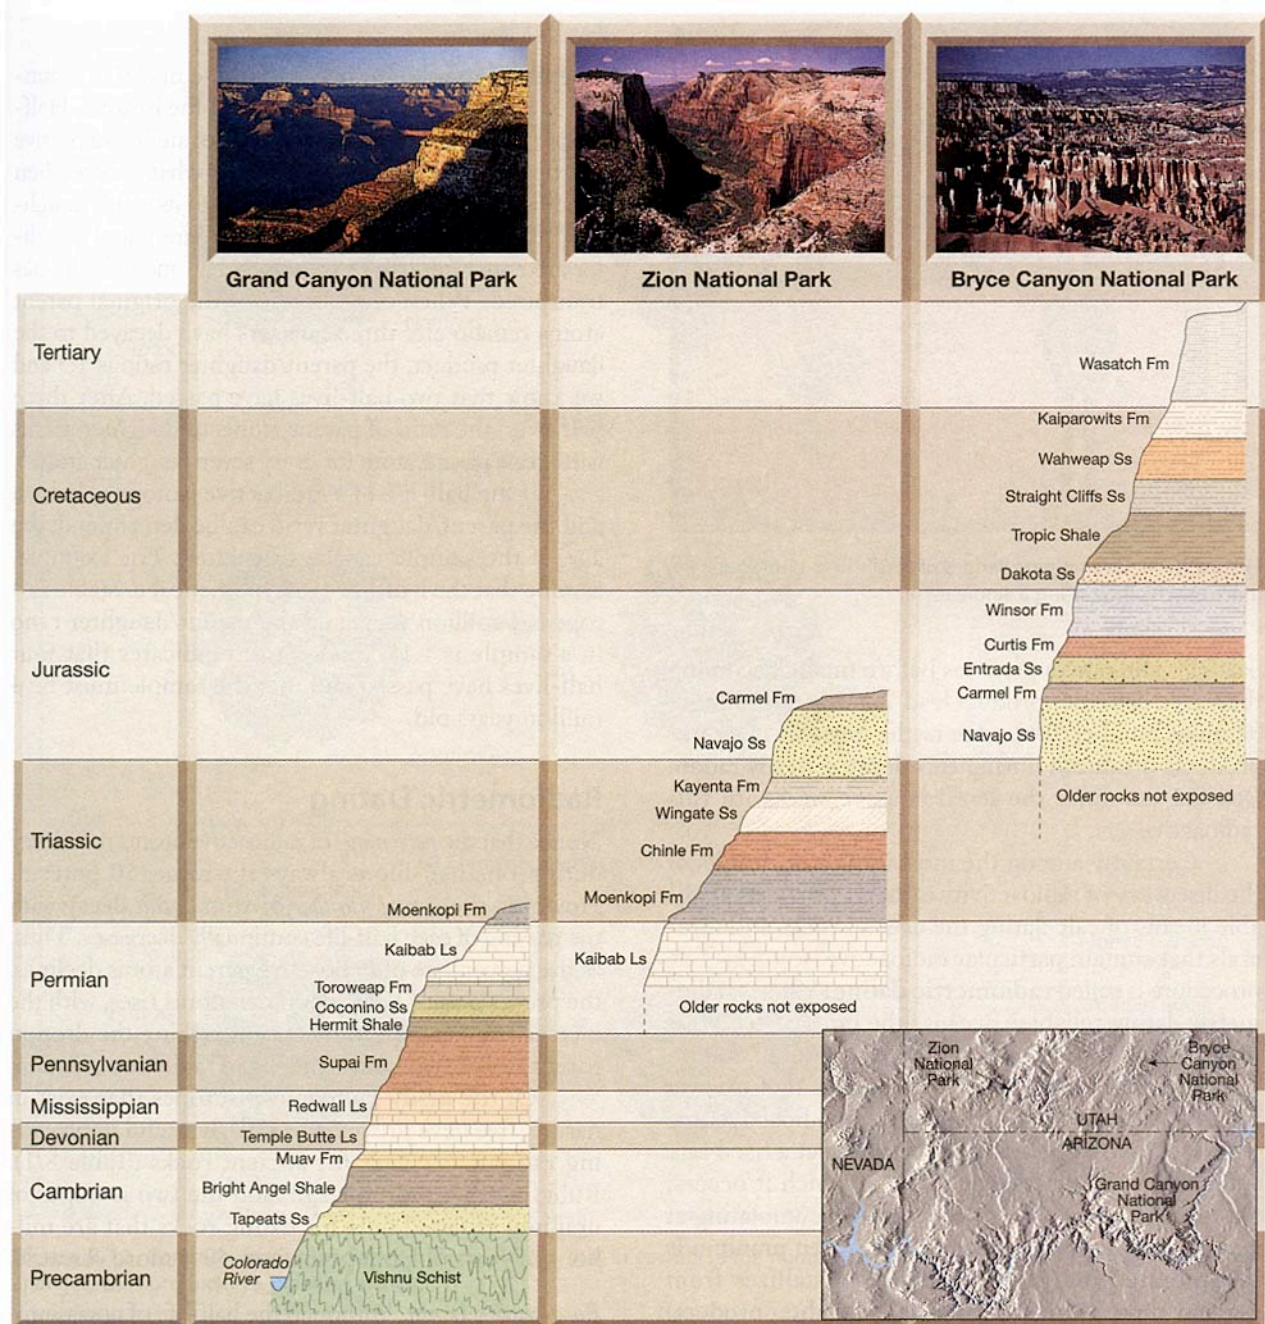 Grand Canyon National Park
Zion National Park
Bryce Canyon National Park
Tertiary
Wasatch Fm
Cretaceous
Kaiparowits Fm
Wahweap Ss
Straight Cliffs Ss
Tropic Shale
Dakota Ss
Jurassic
Winsor Fm
Curtis Fm
Entrada Ss
Carmel Fm
Navajo Ss
Older rocks not exposed
Carmel Fm
Navajo Ss
Triassic
Kayenta Fm
Wingate Ss
Chinle Fm
Moenkopi Fm
Kaibab Ls
Older rocks not exposed
Moenkopi Fm
Permian
Kaibab Ls
Toroweap Fm
Coconino Ss
Hermit Shale
Pennsylvanian
Supai Fm
Mississippian
Redwall Ls
Devonian
Temple Butte Ls
Cambrian
Muav Fm
Bright Angel Shale
Tapeats Ss
Precambrian
Colorado
River
Vishnu Schist
Zion
National
Park
Bryce
Canyon
National
Park
UTAH
ARIZONA
NEVADA
Grand Canyon
National
Park